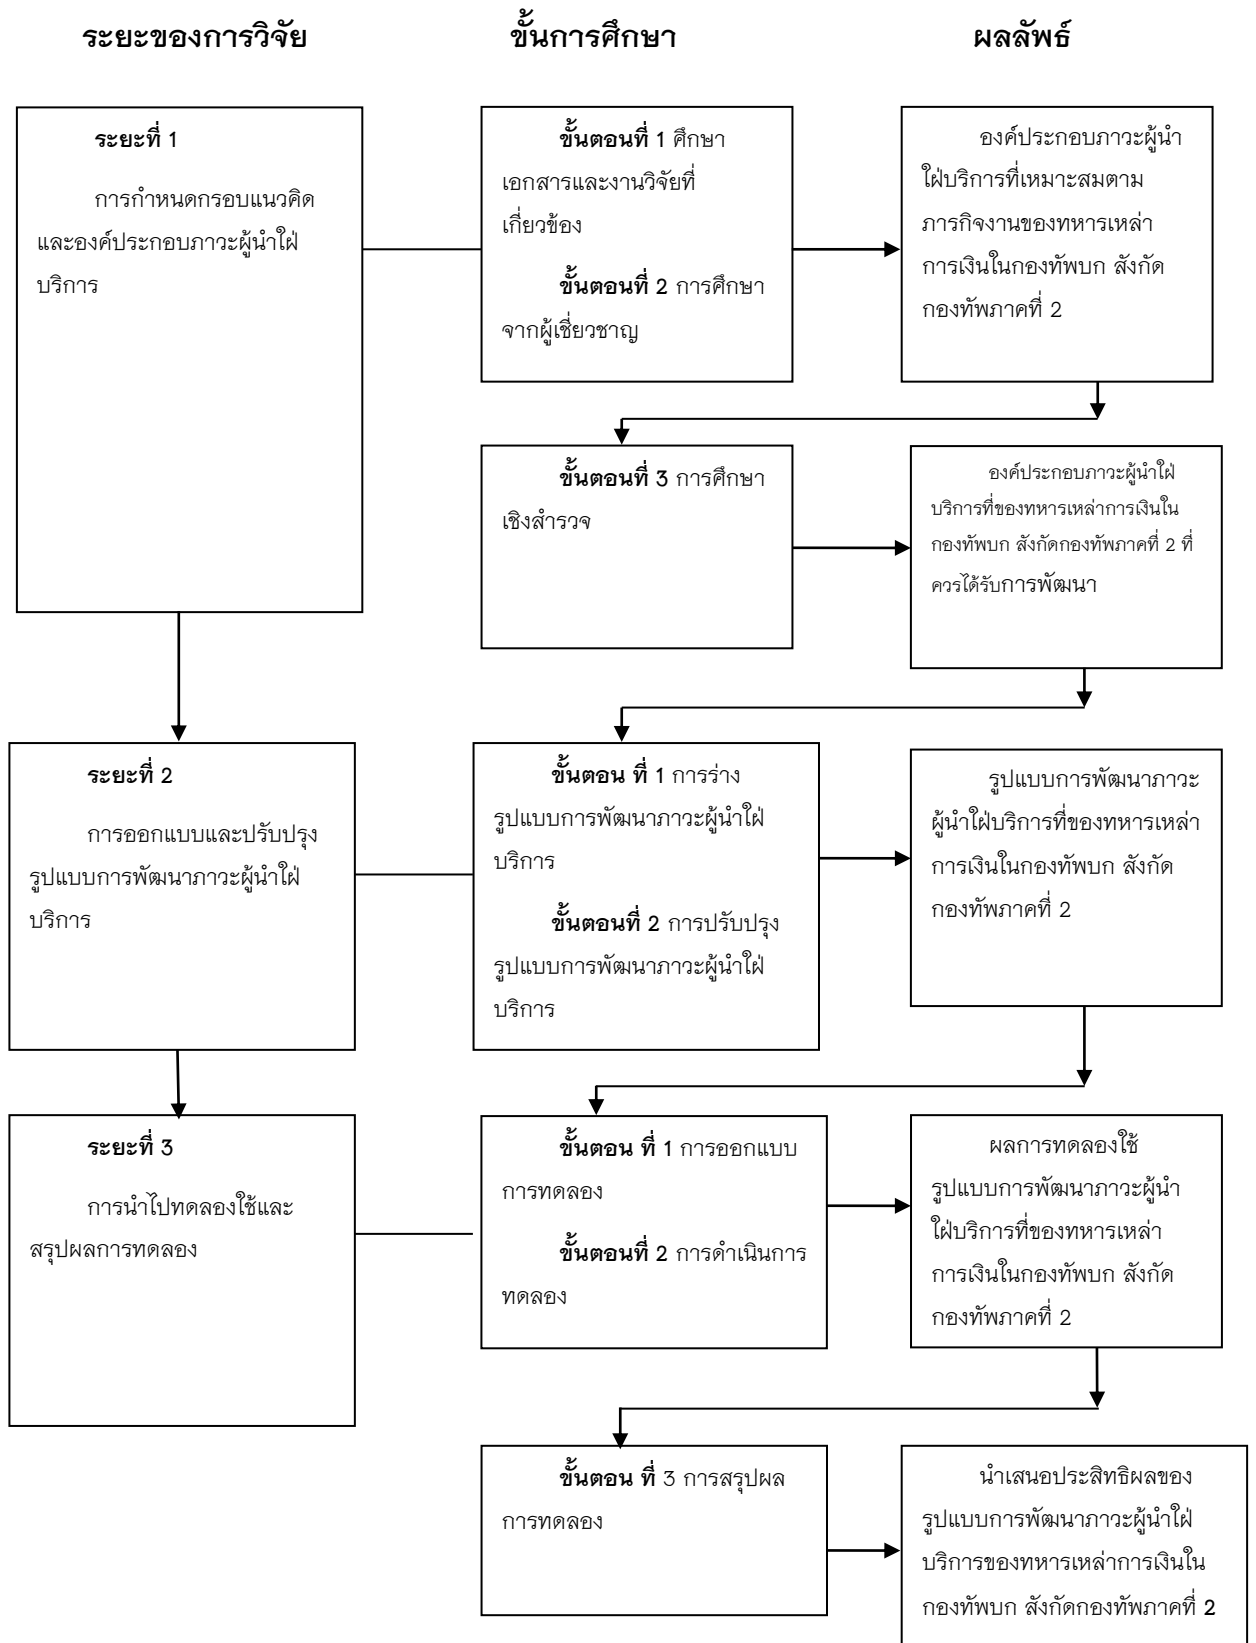 ระยะของการวิจัย
ขั้นการศึกษา
ผลลัพธ์
ระยะที่ 1
การกำหนดกรอบแนวคิด
และองค์ประกอบภาวะผู้นำใฝ่
บริการ
ขั้นตอนที่ 1 ศึกษา
เอกสารและงานวิจัยที่
เกี่ยวข้อง
ขั้นตอนที่ 2 การศึกษา
จากผู้เชี่ยวชาญ
องค์ประกอบภาวะผู้นำ
ใฝ่บริการที่เหมาะสมตาม
ภารกิจงานของทหารเหล่า
การเงินในกองทัพบก สังกัด
กองทัพภาคที่ 2
ขั้นตอนที่ 3 การศึกษา
เชิงสำรวจ
องค์ประกอบภาวะผู้นำใฝ่
บริการที่ของทหารเหล่าการเงินใน
กองทัพบก สังกัดกองทัพภาคที่ 2 ที่
ควรได้รับการพัฒนา
ระยะที่ 2
การออกแบบและปรับปรุง
รูปแบบการพัฒนาภาวะผู้นำใฝ่
บริการ
ขั้นตอน ที่ 1 การร่าง
รูปแบบการพัฒนาภาวะผู้นำใฝ่
บริการ
ขั้นตอนที่ 2 การปรับปรุง
รูปแบบการพัฒนาภาวะผู้นำใฝ่
บริการ
รูปแบบการพัฒนาภาวะ
ผู้นำใฝ่บริการที่ของทหารเหล่า
การเงินในกองทัพบก สังกัด
กองทัพภาคที่ 2
ระยะที่ 3
การนำไปทดลองใช้และ
สรุปผลการทดลอง
ขั้นตอน ที่ 1 การออกแบบ
การทดลอง
ขั้นตอนที่ 2 การดำเนินการ
ทดลอง
ผลการทดลองใช้
รูปแบบการพัฒนาภาวะผู้นำ
ใฝ่บริการที่ของทหารเหล่า
การเงินในกองทัพบก สังกัด
กองทัพภาคที่ 2
ขั้นตอน ที่ 3 การสรุปผล
การทดลอง
นำเสนอประสิทธิผลของ
รูปแบบการพัฒนาภาวะผู้นำใฝ่
บริการของทหารเหล่าการเงินใน
กองทัพบก สังกัดกองทัพภาคที่ 2